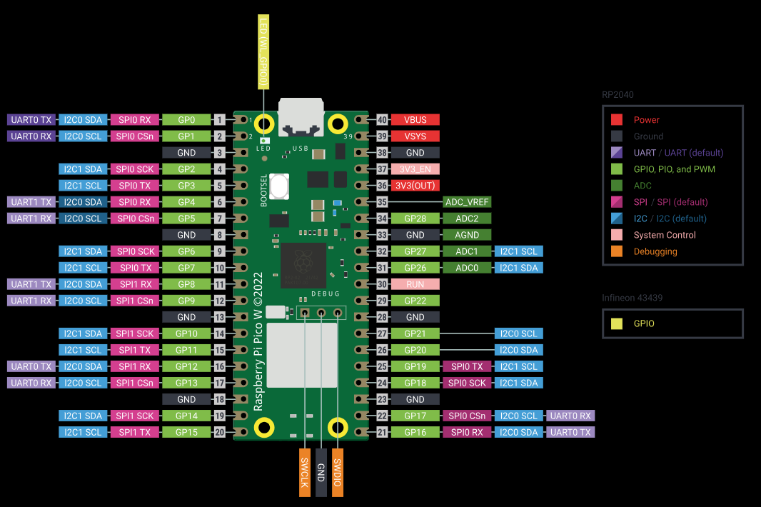 LED (WL_GPIO0)
RP2040
UART0 TX I2C0 SDA SPI0 RX GP0 1 1 40 VBUS
UART0 RX I2C0 SCL SPI0 CSn GP1 2 2 39 39 VSYS
GND 3 LED USB 38 GND
I2C1 SDA SPI0 SCK GP2 4 37 3V3_EN
I2C1 SCL SPI0 TX GP3 5 36 3V3(OUT)
UART1 TX I2C0 SDA SPI0 RX GP4 6 35 ADC_VREF
UART1 RX I2C0 SCL SPI0 CSn GP5 7 34 GP28 ADC2
GND 8 33 GND AGND
I2C1 SDA SPI0 SCK GP6 9 32 GP27 ADC1 I2C1 SCL
I2C1 SCL SPI0 TX GP7 10 31 GP26 ADC0 I2C1 SDA
UART1 TX I2C0 SDA SPI1 RX GP8 11 30 RUN
UART1 RX I2C0 SCL SPI1 CSn GP9 12 29 GP22
GND 13 28 GND
I2C1 SDA SPI1 SCK GP10 14 27 GP21 I2C0 SCL
I2C1 SCL SPI1 TX GP11 15 26 GP20 I2C0 SDA
UART0 TX I2C0 SDA SPI1 RX GP12 16 25 GP19 SPI0 TX I2C1 SCL
UART0 RX I2C0 SCL SPI1 CSn GP13 17 24 GP18 SPI0 SCK I2C1 SDA
GND 18 23 GND
I2C1 SDA SPI1 SCK GP14 19 22 GP17 SPI0 CSn I2C0 SCL UART0 RX
I2C1 SCL SPI1 TX GP15 20 21 GP16 SPI0 RX I2C0 SDA UART0 TX
BOOTSEL
DEBUG
Raspberry Pi Pico W ©2022
SWCLK
GND
SWDIO
Power
Ground
UART / UART (default)
GPIO, PIO, and PWM
ADC
SPI / SPI (default)
I2C / I2C (default)
System Control
Debugging
Infineon 43439
GPIO